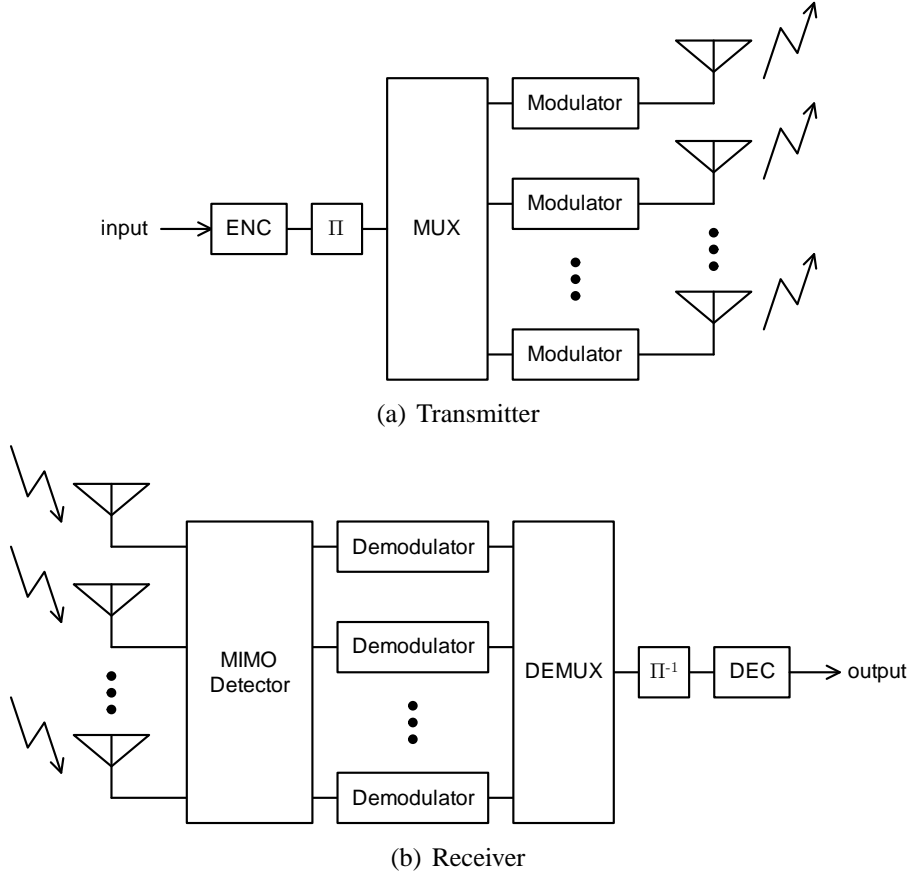 Modulator
Modulator
input
ENC
Π
MUX
Modulator
(a) Transmitter
Demodulator
Demodulator
MIMO
Detector
DEMUX
Π-1
DEC
output
Demodulator
(b) Receiver